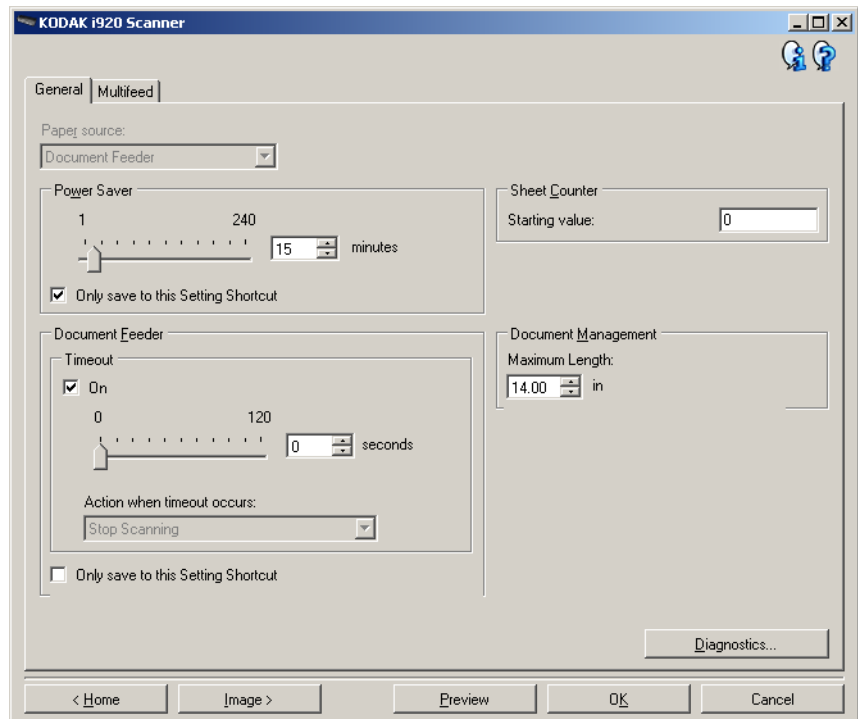 KODAK i920 Scanner
General
Multifeed
Paper source:
Document Feeder
Power Saver
1 240
15 minutes
Only save to this Setting Shortcut
Sheet Counter
Starting value: 0
Document Feeder
Timeout
On
0 120
0 seconds
Action when timeout occurs:
Stop Scanning
Only save to this Setting Shortcut
Document Management
Maximum Length:
14.00 in
Diagnostics...
< Home
Image >
Preview
OK
Cancel